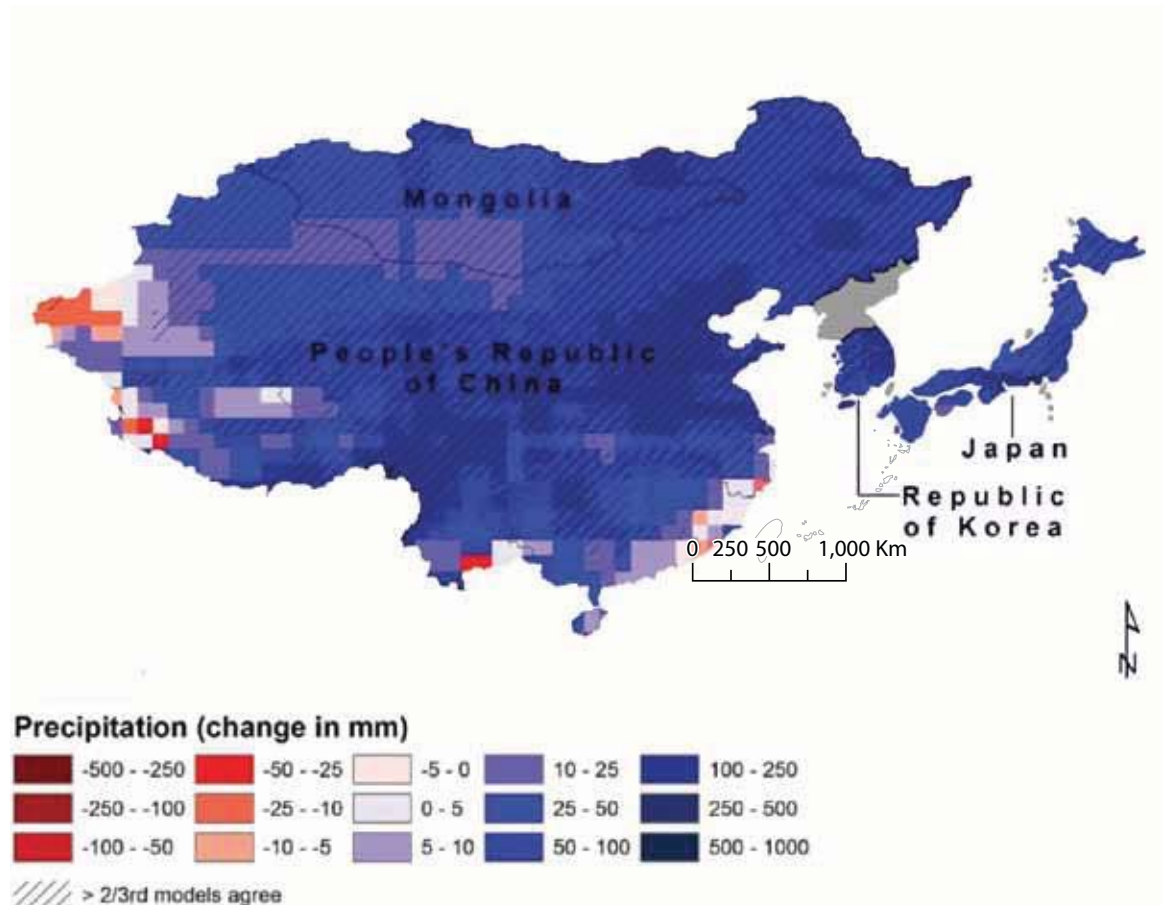 Mongolia
People's Republic
of China
Japan
Republic
of Korea
0 250 500 1,000 Km
N
Precipitation (change in mm)
-500 - -250
-50 - -25
-5 - 0
10 - 25
100 - 250
-250 - -100
-25 - -10
0 - 5
25 - 50
250 - 500
-100 - -50
-10 - -5
5 - 10
50 - 100
500 - 1000
> 2/3rd models agree